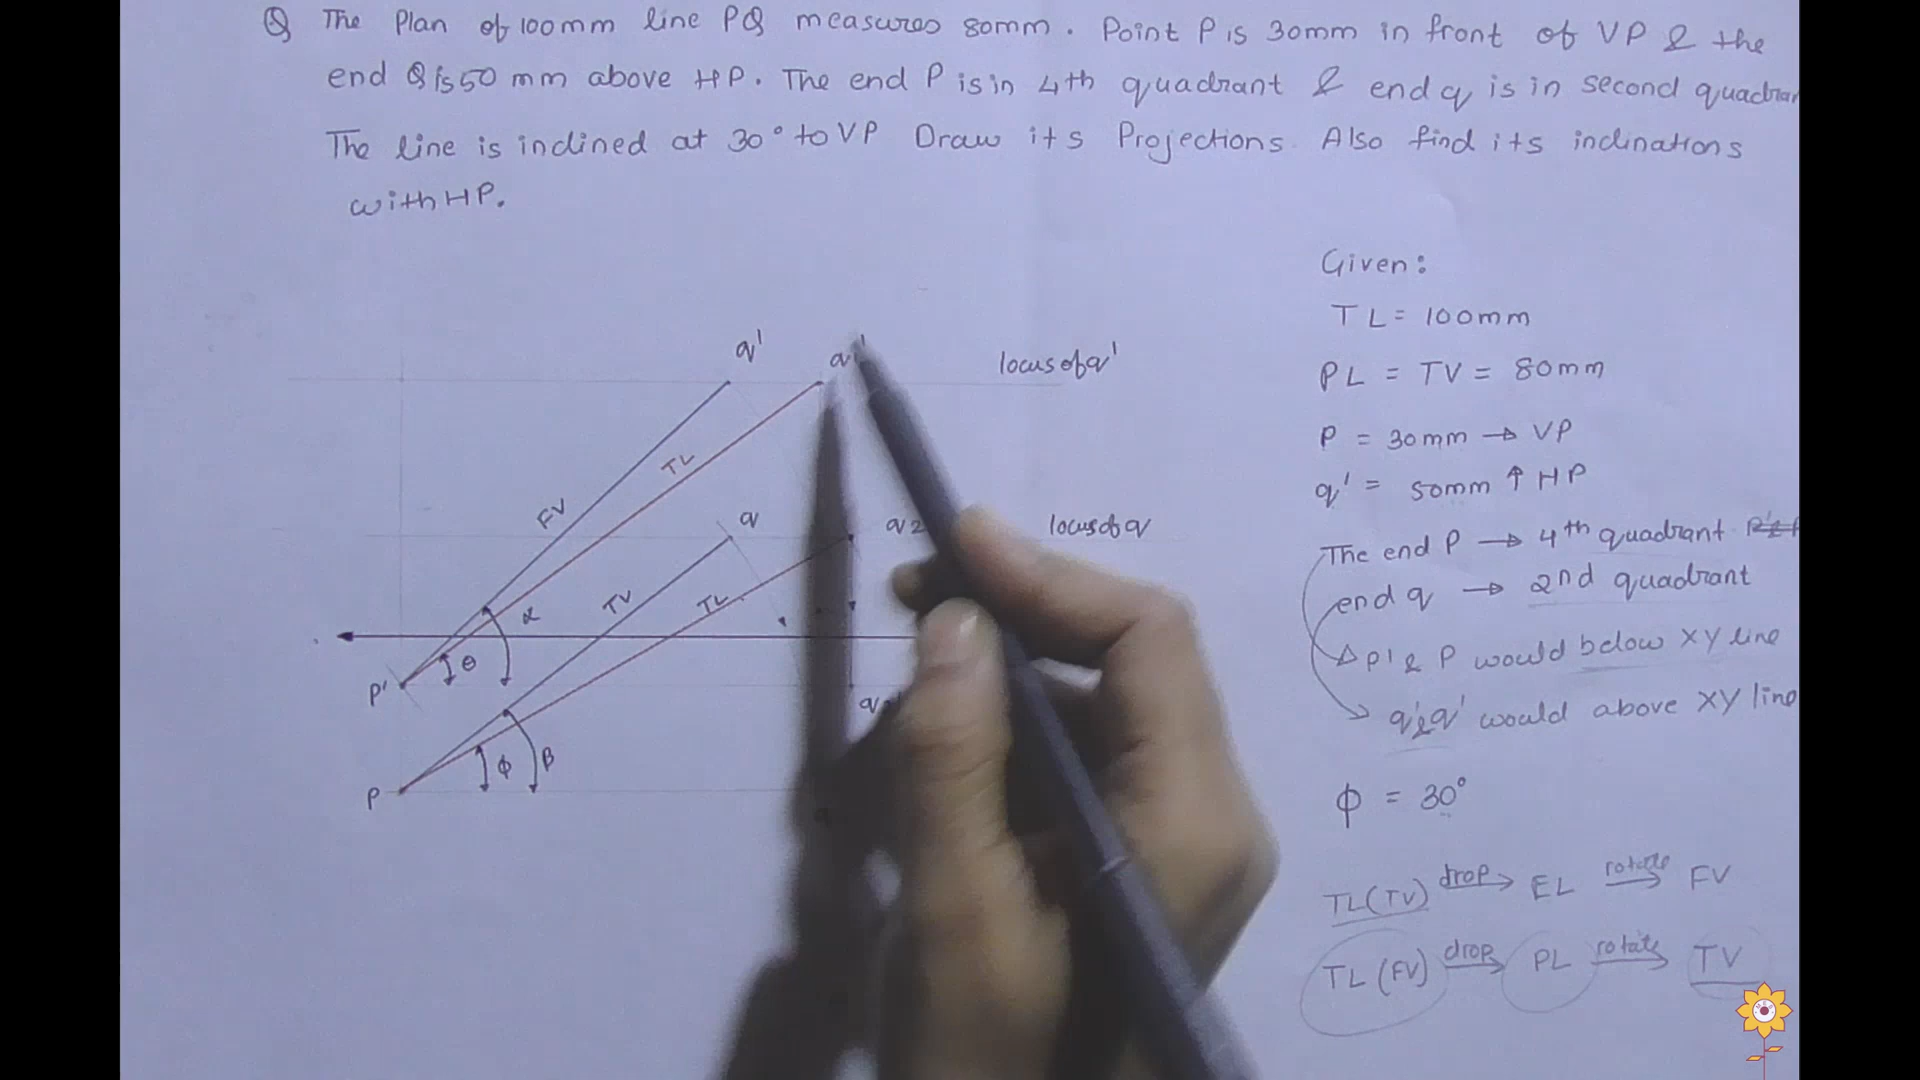 Q The Plan of 100mm line PQ measures 80mm. Point P is 30mm in front of VP & the
end Q is 50 mm above HP. The end P is in 4th quadrant & end q is in second quadran
The line is inclined at 30° to VP Draw its Projections. Also find its inclinations
with HP.
Given:
TL = 100mm
PL = TV = 80mm
P = 30mm → VP
q' = 50mm ↑ HP
The end P → 4th quadrant
end q → 2nd quadrant
p' & P would below XY line
would above XY line
φ = 30°
TL (TV) drop → EL rotate → FV
TL (FV) drop → PL rotate → TV
q'
locus of q'
TL
FV
q
q2
locus of q
TV
TL
α
θ
P'
φ
β
P